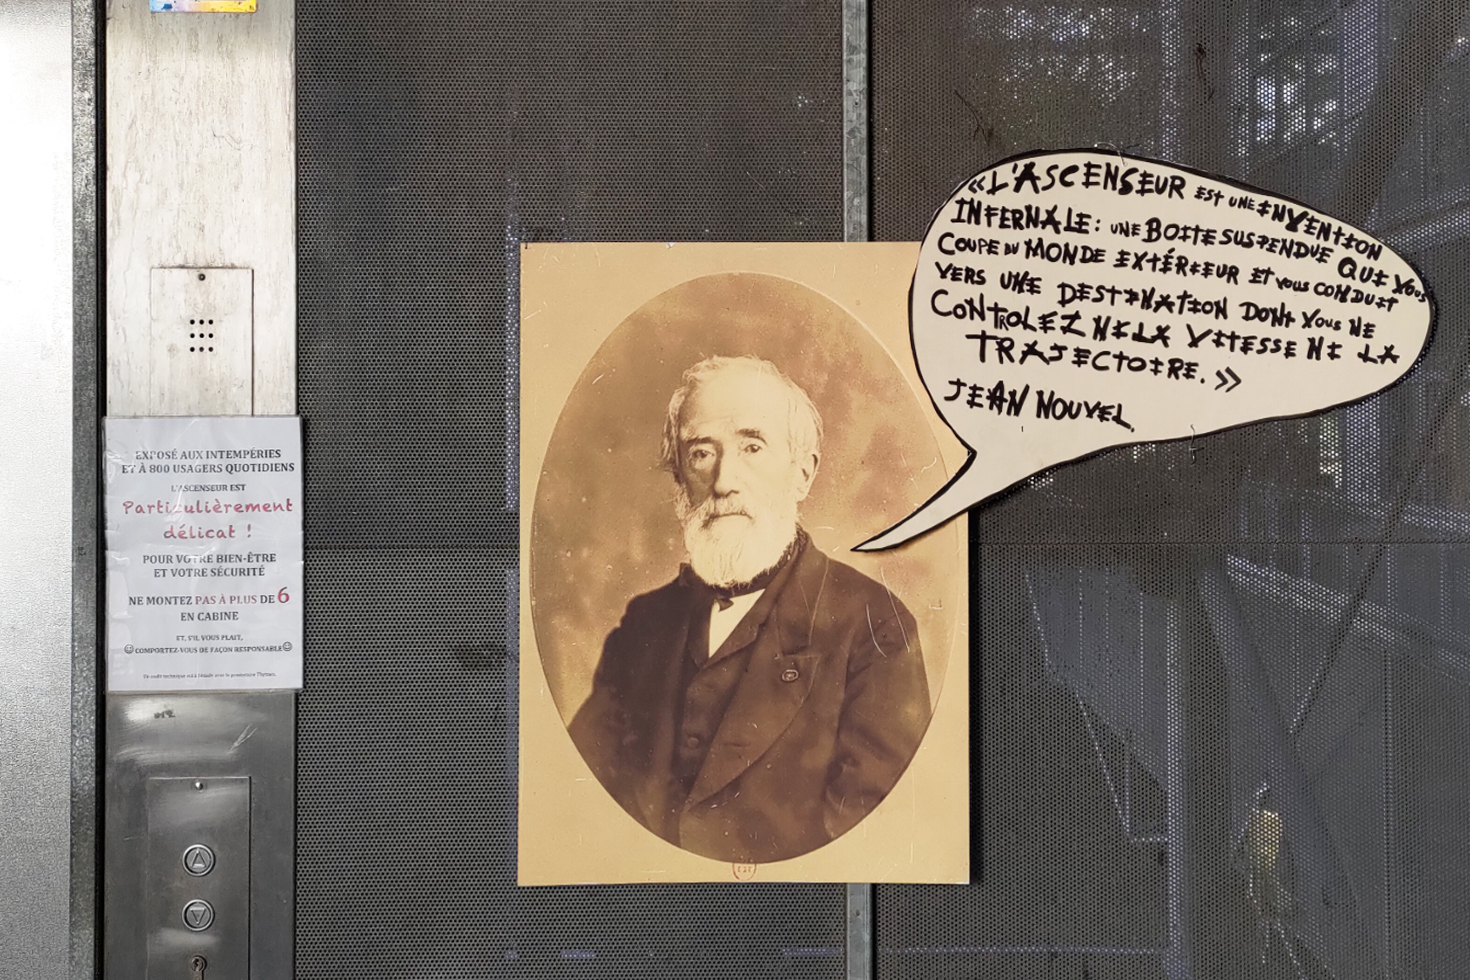 EXPOSÉ AUX INTEMPÉRIES
ET À 800 USAGERS QUOTIDIENS
L'ASCENSEUR EST
Particulièrement
délicat !
POUR VOTRE BIEN-ÊTRE
ET VOTRE SÉCURITÉ
NE MONTEZ PAS À PLUS DE 6
EN CABINE
ET, S'IL VOUS PLAIT,
COMPORTEZ-VOUS DE FAÇON RESPONSABLE
«L'ASCENSEUR EST UNE INVENTION
INFERNALE: UNE BOITE SUSPENDUE QUI VOUS
COUPE DU MONDE EXTÉRIEUR ET VOUS CONDUIT
VERS UNE DESTINATION DONT VOUS NE
CONTROLEZ NI LA VITESSE NI LA
TRAJECTOIRE.»
JEAN NOUVEL.